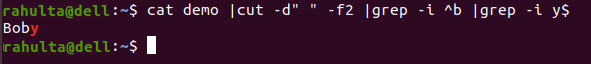 rahulta@dell:~$ cat demo |cut -d" " -f2 |grep -i ^b |grep -i y$
Boby
rahulta@dell:~$